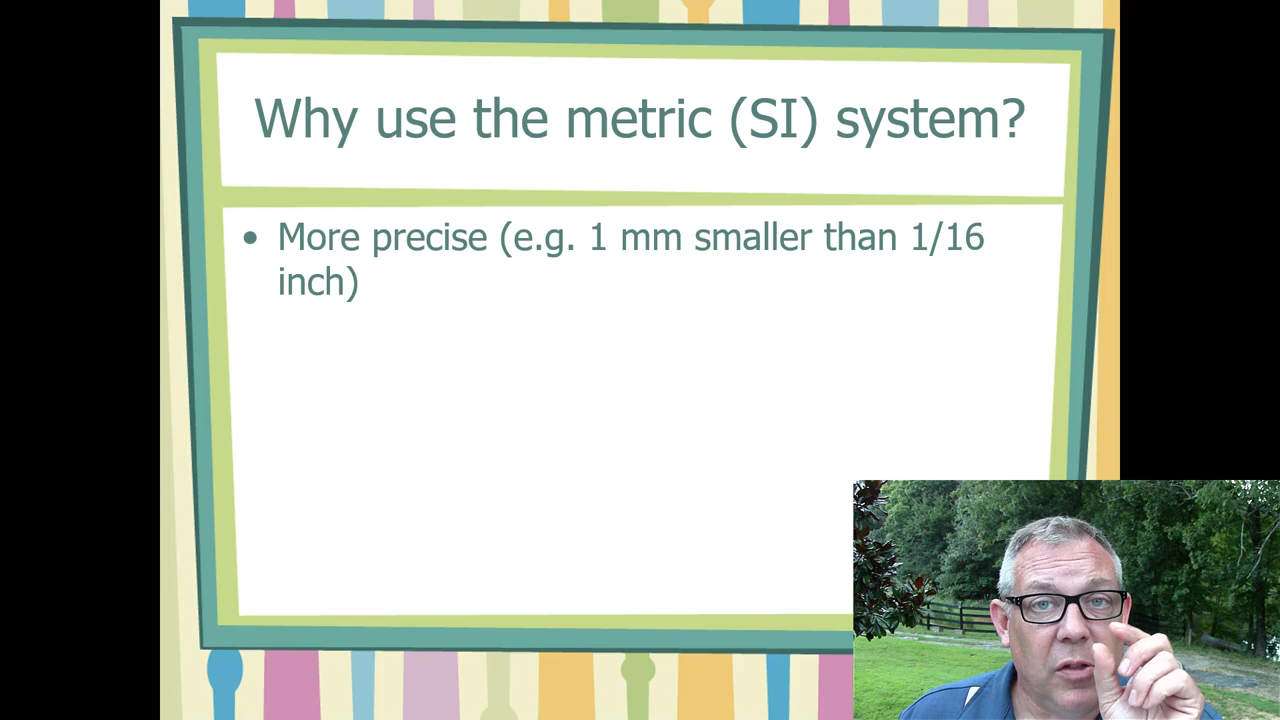 Why use the metric (SI) system?
• More precise (e.g. 1 mm smaller than 1/16
inch)